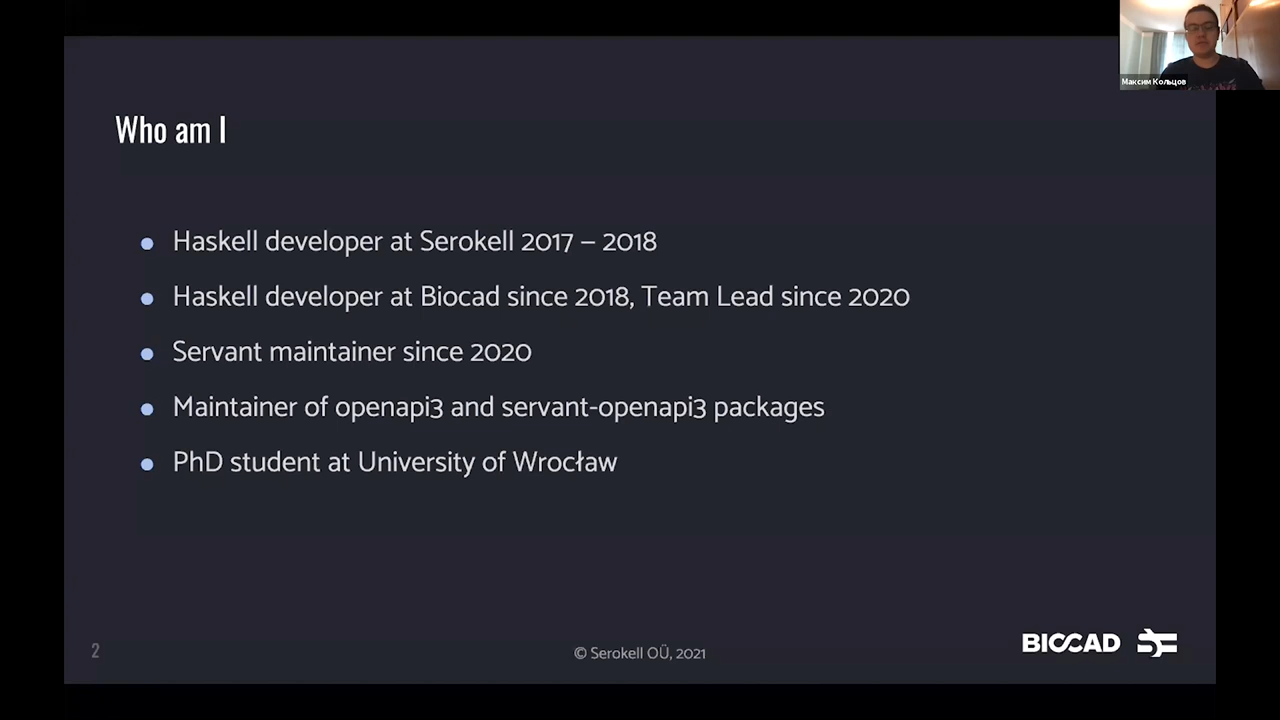 Максим Кольцов
Who am I
Haskell developer at Serokell 2017 – 2018
Haskell developer at Biocad since 2018, Team Lead since 2020
Servant maintainer since 2020
Maintainer of openapi3 and servant-openapi3 packages
PhD student at University of Wrocław
2
© Serokell OÜ, 2021
BIOCAD